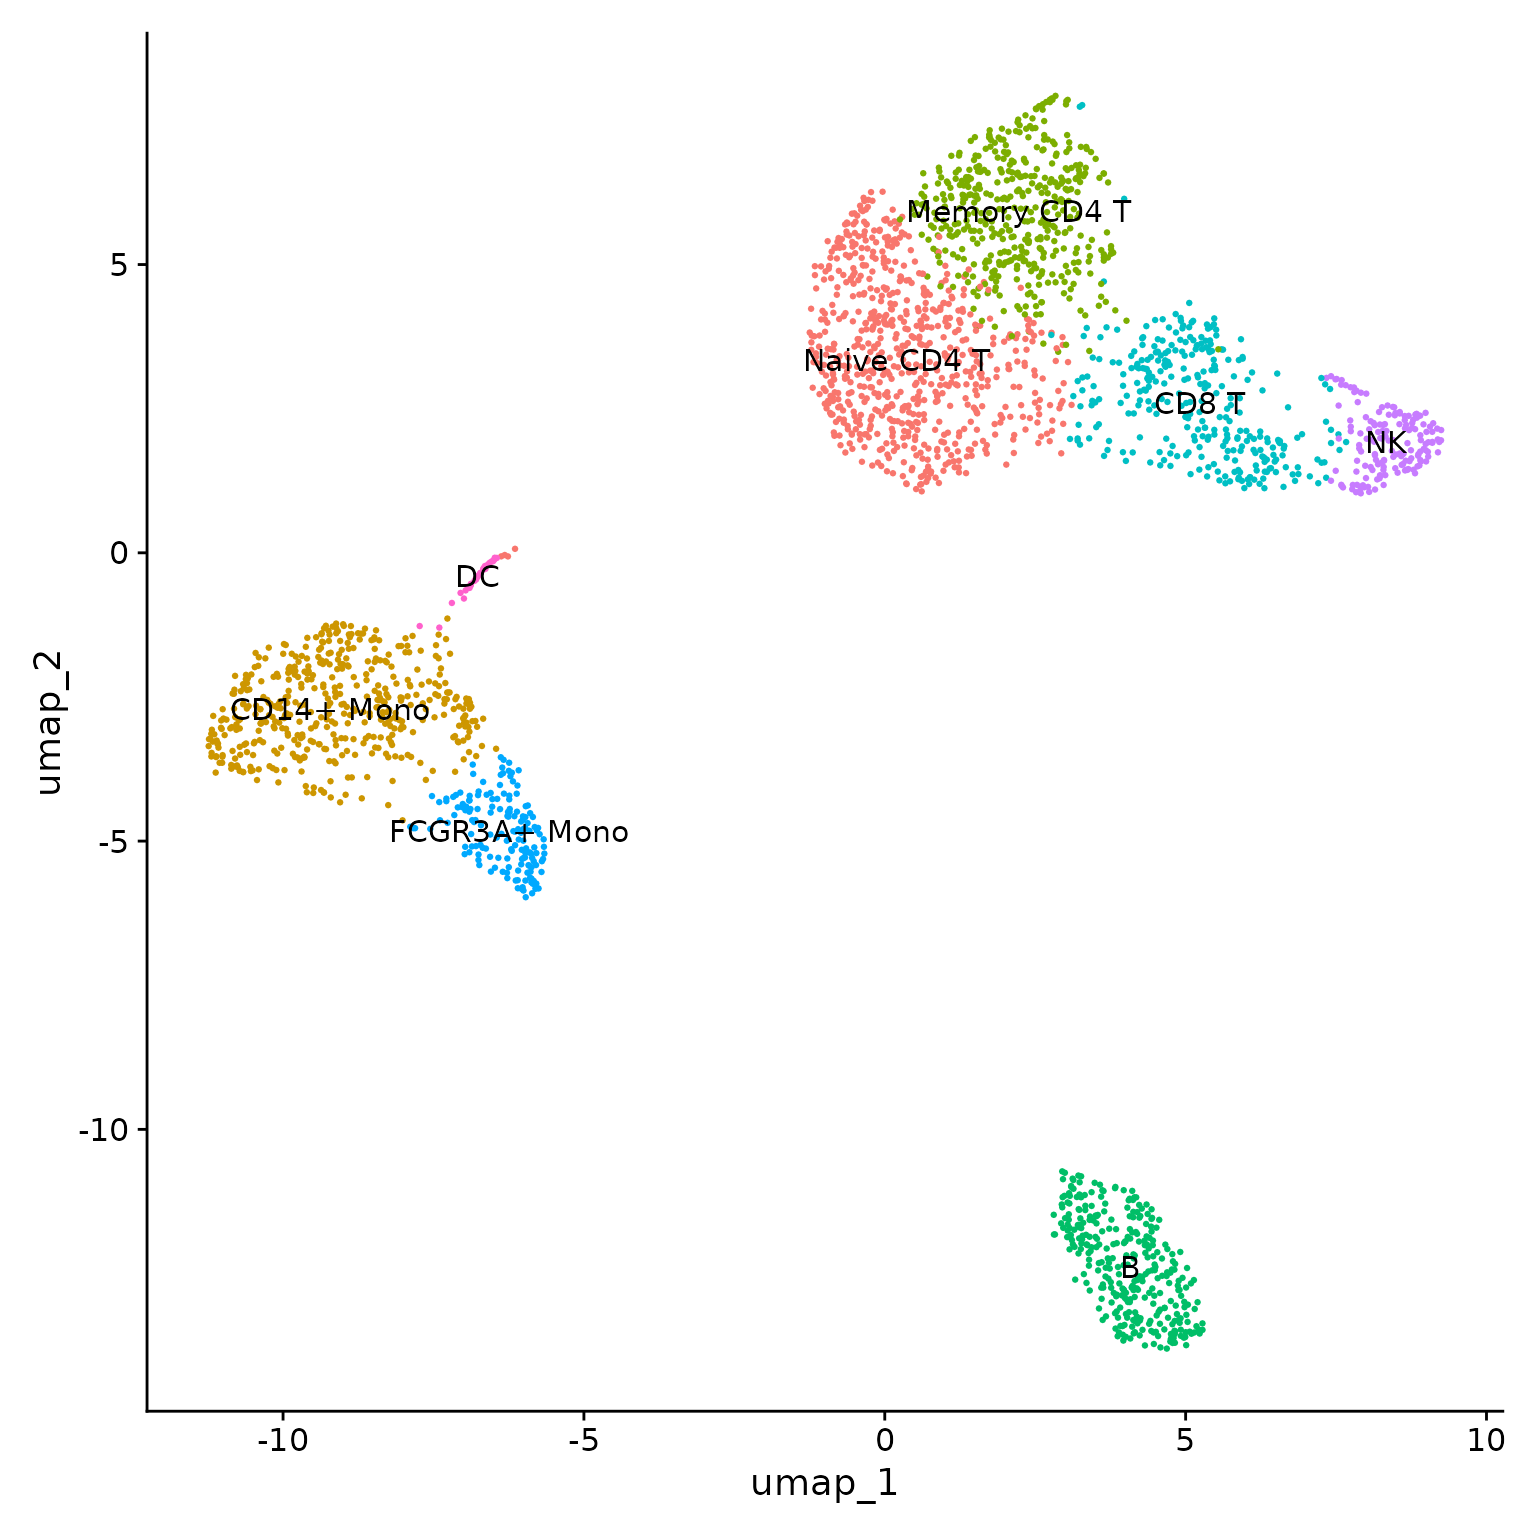 Memory CD4 T
5
Naive CD4 T
CD8 T
NK
0
DC
CD14+ Mono
umap_2
-5
FCGR3A+ Mono
-10
B
-10
-5
0
5
10
umap_1